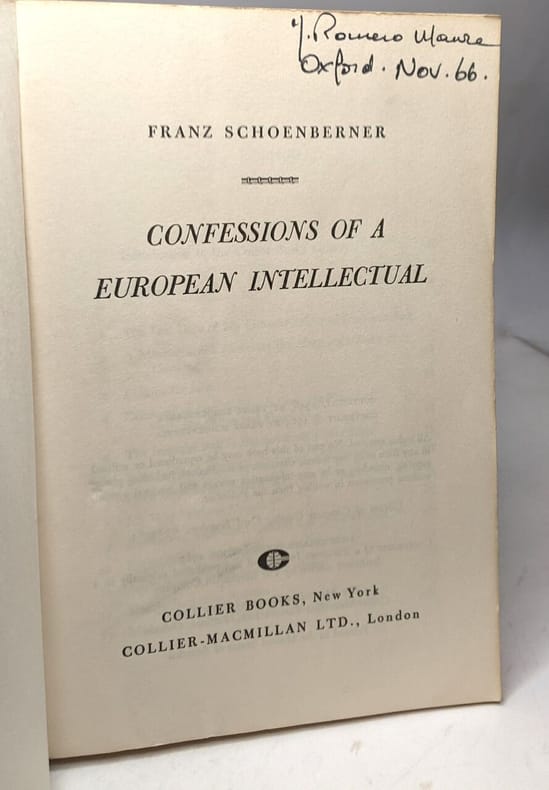 J. Romero Maura
Oxford. Nov. 66.
FRANZ SCHOENBERNER
CONFESSIONS OF A
EUROPEAN INTELLECTUAL
COLLIER BOOKS, New York
COLLIER-MACMILLAN LTD., London